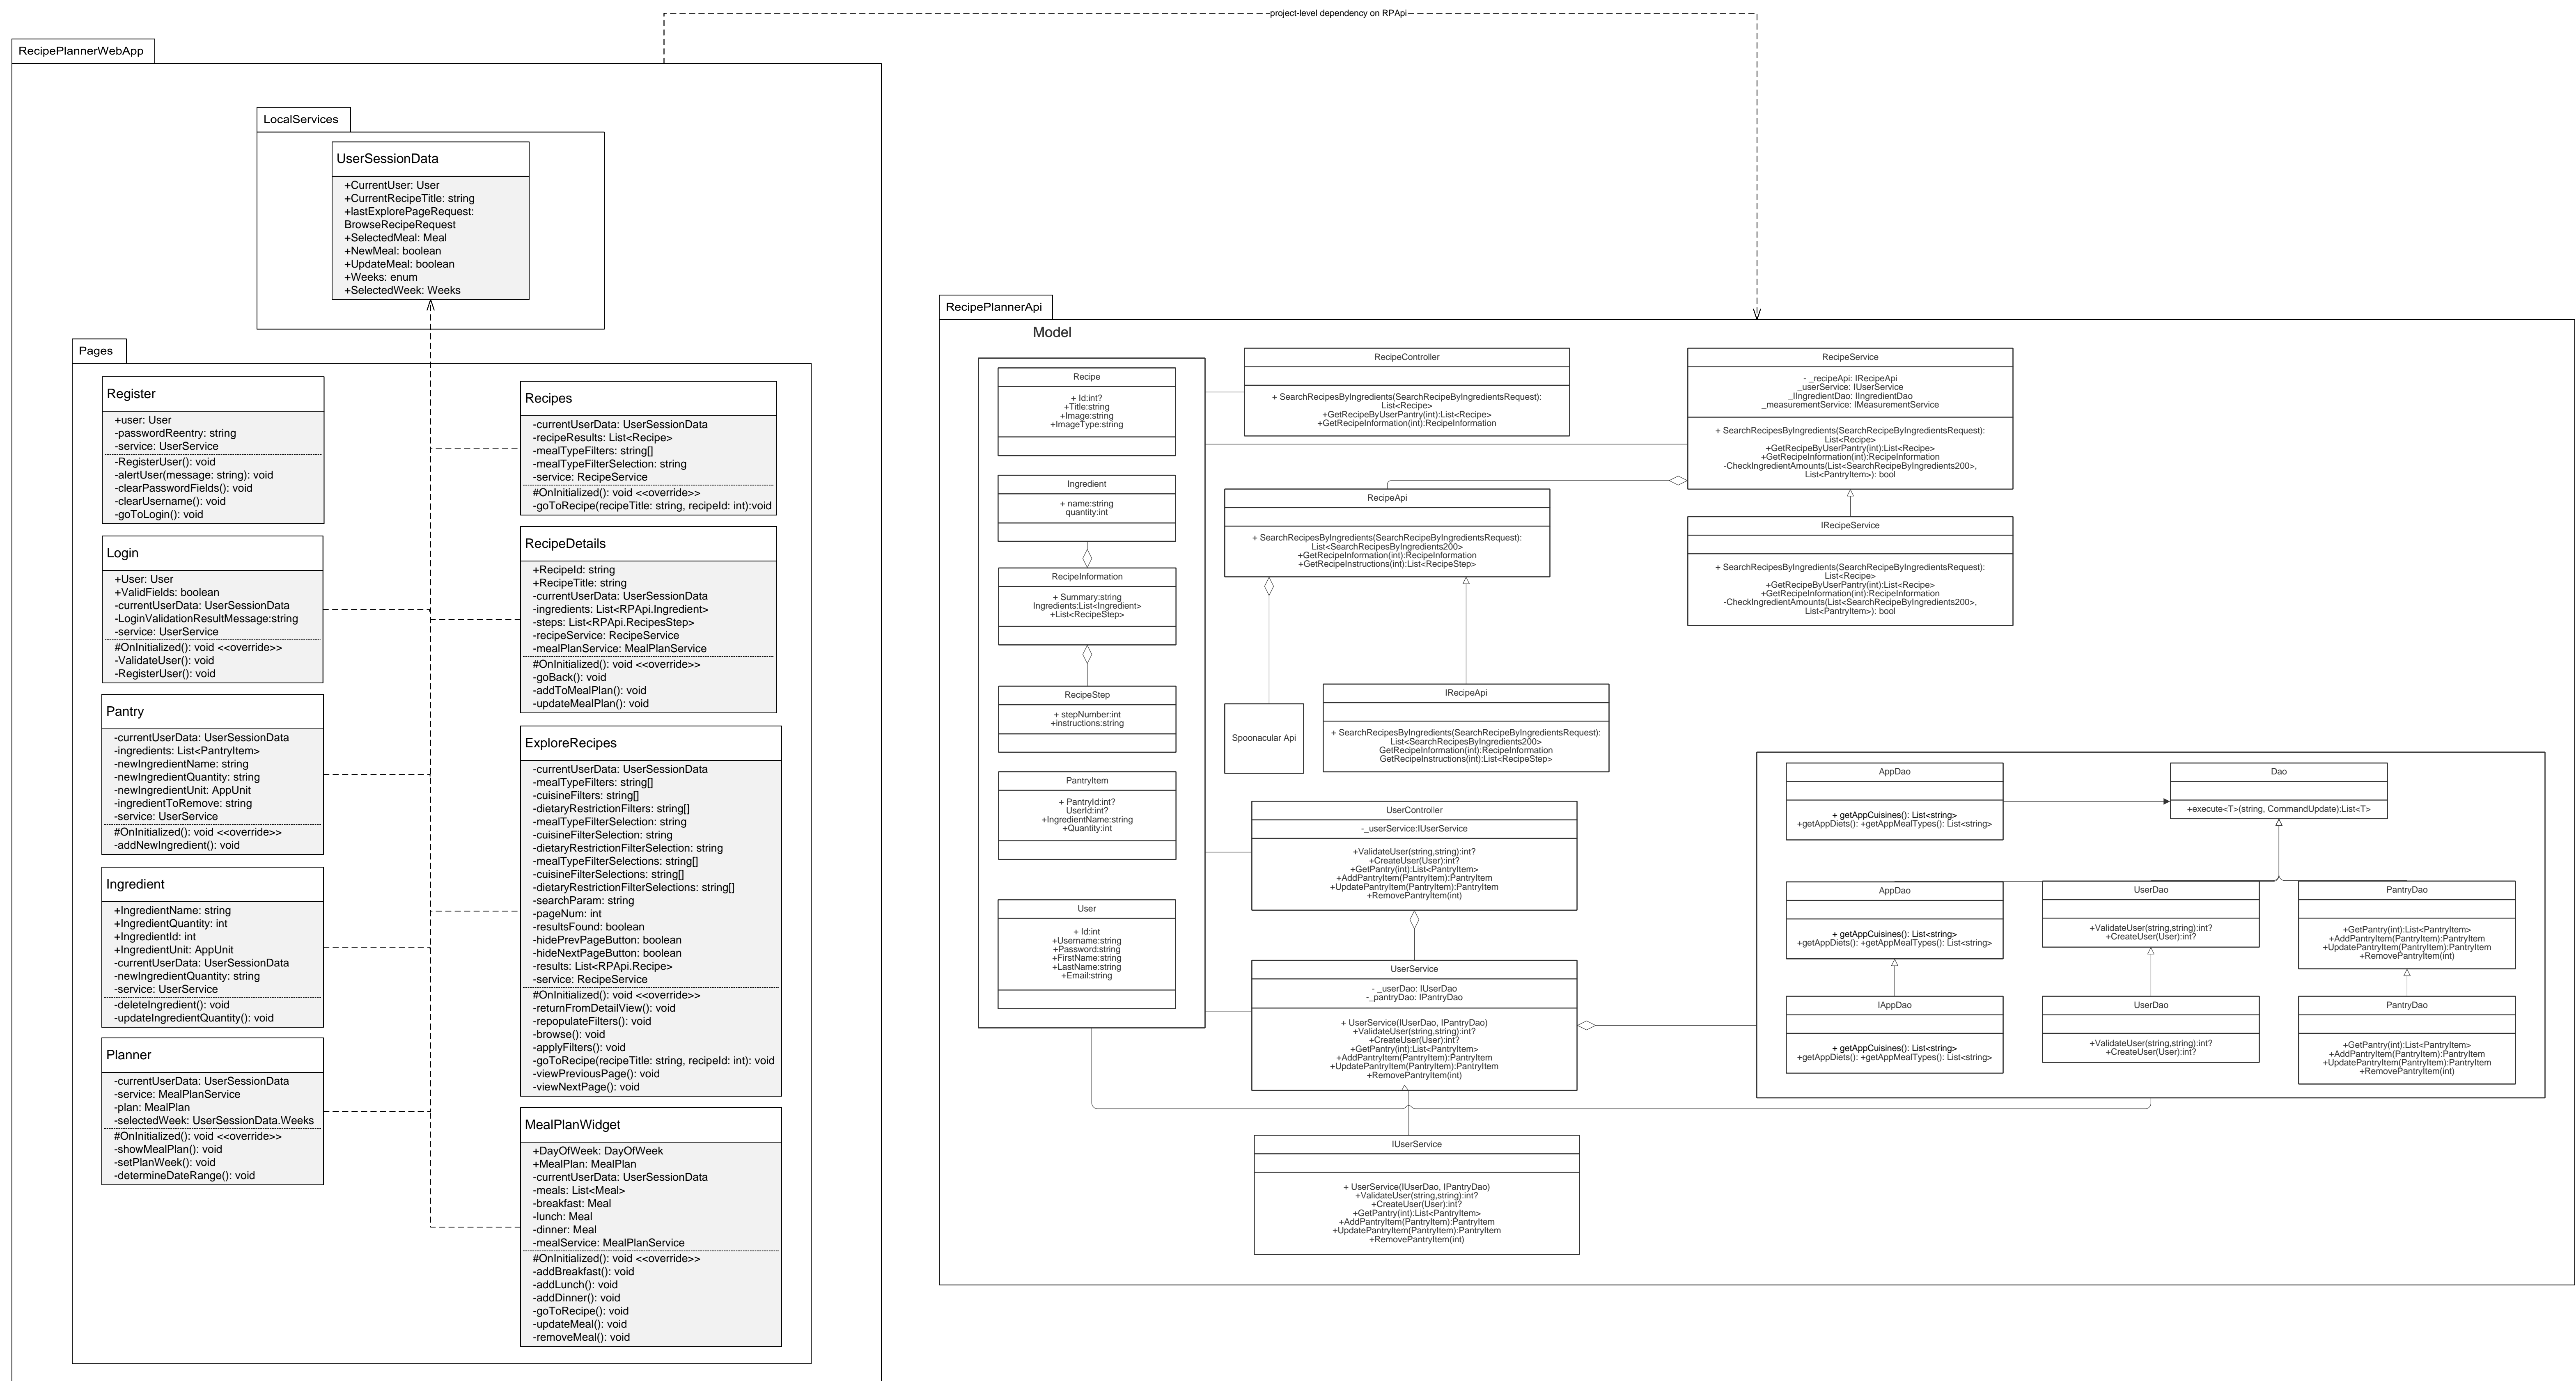 project-level dependency on RPApi
RecipePlannerWebApp
LocalServices
UserSessionData
+CurrentUser: User
+CurrentRecipeTitle: string
+lastExplorePageRequest:
BrowseRecipeRequest
+SelectedMeal: Meal
+NewMeal: boolean
+UpdateMeal: boolean
+Weeks: enum
+SelectedWeek: Weeks
Pages
Register
+user: User
-passwordReentry: string
-service: UserService
-RegisterUser(): void
-alertUser(message: string): void
-clearPasswordFields(): void
-clearUsername(): void
-goToLogin(): void
Login
+User: User
+ValidFields: boolean
-currentUserData: UserSessionData
-LoginValidationResultMessage:string
-service: UserService
#OnInitialized(): void <<override>>
-ValidateUser(): void
-RegisterUser(): void
Pantry
-currentUserData: UserSessionData
-ingredients: List<PantryItem>
-newIngredientName: string
-newIngredientQuantity: string
-newIngredientUnit: AppUnit
-ingredientToRemove: string
-service: UserService
#OnInitialized(): void <<override>>
-addNewIngredient(): void
Ingredient
+IngredientName: string
+IngredientQuantity: int
+IngredientId: int
+IngredientUnit: AppUnit
-currentUserData: UserSessionData
-newIngredientQuantity: string
-service: UserService
-deleteIngredient(): void
-updateIngredientQuantity(): void
Planner
-currentUserData: UserSessionData
-service: MealPlanService
-plan: MealPlan
-selectedWeek: UserSessionData.Weeks
#OnInitialized(): void <<override>>
-showMealPlan(): void
-setPlanWeek(): void
-determineDateRange(): void
Recipes
-currentUserData: UserSessionData
-recipeResults: List<Recipe>
-mealTypeFilters: string[]
-mealTypeFilterSelection: string
-service: RecipeService
#OnInitialized(): void <<override>>
-goToRecipe(recipeTitle: string, recipeId: int):void
RecipeDetails
+RecipeId: string
+RecipeTitle: string
-currentUserData: UserSessionData
-ingredients: List<RPApi.Ingredient>
-steps: List<RPApi.RecipesStep>
-recipeService: RecipeService
-mealPlanService: MealPlanService
#OnInitialized(): void <<override>>
-goBack(): void
-addToMealPlan(): void
-updateMealPlan(): void
ExploreRecipes
-currentUserData: UserSessionData
-mealTypeFilters: string[]
-cuisineFilters: string[]
-dietaryRestrictionFilters: string[]
-mealTypeFilterSelection: string
-cuisineFilterSelection: string
-dietaryRestrictionFilterSelection: string
-mealTypeFilterSelections: string[]
-cuisineFilterSelections: string[]
-dietaryRestrictionFilterSelections: string[]
-searchParam: string
-pageNum: int
-resultsFound: boolean
-hidePrevPageButton: boolean
-hideNextPageButton: boolean
-results: List<RPApi.Recipe>
-service: RecipeService
#OnInitialized(): void <<override>>
-returnFromDetailView(): void
-repopulateFilters(): void
-browse(): void
-applyFilters(): void
-goToRecipe(recipeTitle: string, recipeId: int): void
-viewPreviousPage(): void
-viewNextPage(): void
MealPlanWidget
+DayOfWeek: DayOfWeek
+MealPlan: MealPlan
-currentUserData: UserSessionData
-meals: List<Meal>
-breakfast: Meal
-lunch: Meal
-dinner: Meal
-mealService: MealPlanService
#OnInitialized(): void <<override>>
-addBreakfast(): void
-addLunch(): void
-addDinner(): void
-goToRecipe(): void
-updateMeal(): void
-removeMeal(): void
RecipePlannerApi
Model
Recipe
+ Id:int?
+Title:string
+Image:string
+ImageType:string
Ingredient
+ name:string
quantity:int
RecipeInformation
+ Summary:string
Ingredients:List<Ingredient>
+List<RecipeStep>
RecipeStep
+ stepNumber:int
+instructions:string
PantryItem
+ PantryId:int?
UserId:int?
+IngredientName:string
+Quantity:int
User
+ Id:int
+Username:string
+Password:string
+FirstName:string
+LastName:string
+Email:string
RecipeController
+ SearchRecipesByIngredients(SearchRecipeByIngredientsRequest):
List<Recipe>
+GetRecipeByUserPantry(int):List<Recipe>
+GetRecipeInformation(int):RecipeInformation
RecipeService
- _recipeApi: IRecipeApi
_userService: IUserService
_IIngredientDao: IIngredientDao
_measurementService: IMeasurementService
+ SearchRecipesByIngredients(SearchRecipeByIngredientsRequest):
List<Recipe>
+GetRecipeByUserPantry(int):List<Recipe>
+GetRecipeInformation(int):RecipeInformation
-CheckIngredientAmounts(List<SearchRecipeByIngredients200>,
List<PantryItem>): bool
RecipeApi
+ SearchRecipesByIngredients(SearchRecipeByIngredientsRequest):
List<SearchRecipesByIngredients200>
+GetRecipeInformation(int):RecipeInformation
+GetRecipeInstructions(int):List<RecipeStep>
IRecipeService
+ SearchRecipesByIngredients(SearchRecipeByIngredientsRequest):
List<Recipe>
+GetRecipeByUserPantry(int):List<Recipe>
+GetRecipeInformation(int):RecipeInformation
-CheckIngredientAmounts(List<SearchRecipeByIngredients200>,
List<PantryItem>): bool
Spoonacular Api
IRecipeApi
+ SearchRecipesByIngredients(SearchRecipeByIngredientsRequest):
List<SearchRecipesByIngredients200>
GetRecipeInformation(int):RecipeInformation
GetRecipeInstructions(int):List<RecipeStep>
UserController
-_userService:IUserService
+ValidateUser(string,string):int?
+CreateUser(User):int?
+GetPantry(int):List<PantryItem>
+AddPantryItem(PantryItem):PantryItem
+UpdatePantryItem(PantryItem):PantryItem
+RemovePantryItem(int)
UserService
- _userDao: IUserDao
-_pantryDao: IPantryDao
+ UserService(IUserDao, IPantryDao)
+ValidateUser(string,string):int?
+CreateUser(User):int?
+GetPantry(int):List<PantryItem>
+AddPantryItem(PantryItem):PantryItem
+UpdatePantryItem(PantryItem):PantryItem
+RemovePantryItem(int)
IUserService
+ UserService(IUserDao, IPantryDao)
+ValidateUser(string,string):int?
+CreateUser(User):int?
+GetPantry(int):List<PantryItem>
+AddPantryItem(PantryItem):PantryItem
+UpdatePantryItem(PantryItem):PantryItem
+RemovePantryItem(int)
AppDao
+ getAppCuisines(): List<string>
+getAppDiets(): +getAppMealTypes(): List<string>
Dao
+execute<T>(string, CommandUpdate):List<T>
AppDao
+ getAppCuisines(): List<string>
+getAppDiets(): +getAppMealTypes(): List<string>
UserDao
+ValidateUser(string,string):int?
+CreateUser(User):int?
PantryDao
+GetPantry(int):List<PantryItem>
+AddPantryItem(PantryItem):PantryItem
+UpdatePantryItem(PantryItem):PantryItem
+RemovePantryItem(int)
IAppDao
+ getAppCuisines(): List<string>
+getAppDiets(): +getAppMealTypes(): List<string>
UserDao
+ValidateUser(string,string):int?
+CreateUser(User):int?
PantryDao
+GetPantry(int):List<PantryItem>
+AddPantryItem(PantryItem):PantryItem
+UpdatePantryItem(PantryItem):PantryItem
+RemovePantryItem(int)